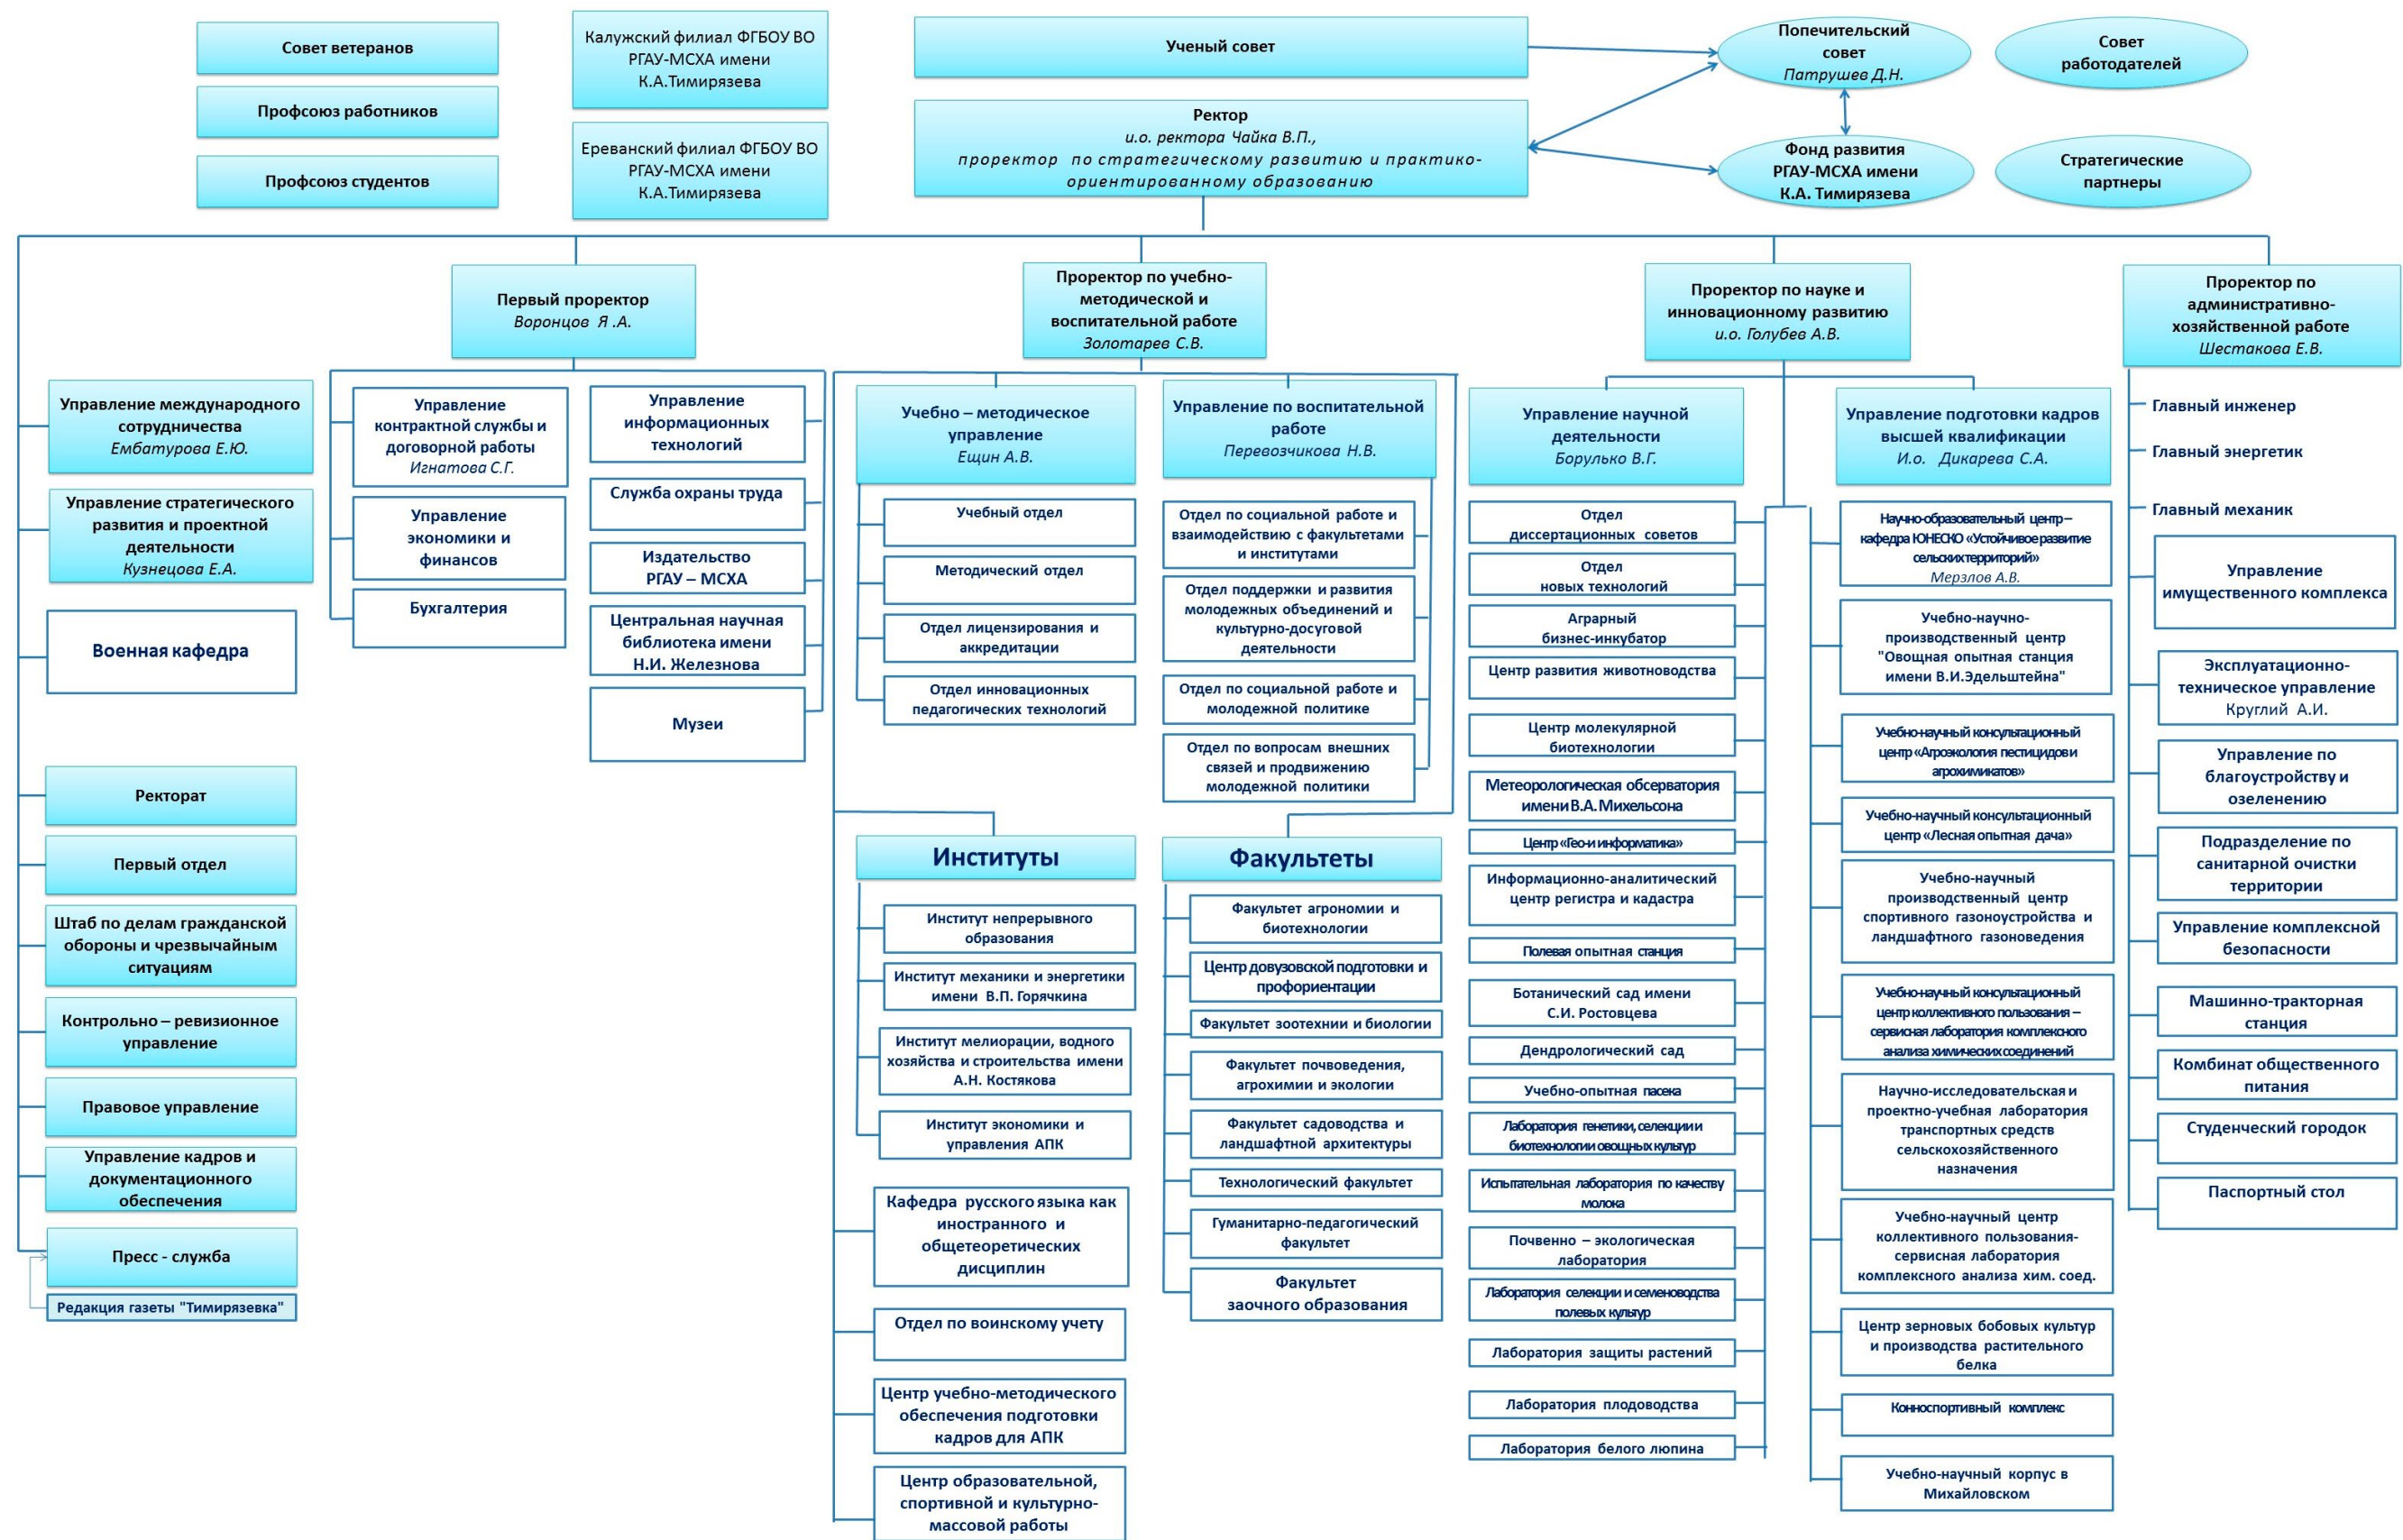 Совет ветеранов
Профсоюз работников
Профсоюз студентов
Калужский филиал ФГБОУ ВО
РГАУ-МСХА имени
К.А.Тимирязева
Ереванский филиал ФГБОУ ВО
РГАУ-МСХА имени
К.А.Тимирязева
Ученый совет
Ректор
и.о. ректора Чайка В.П.,
проректор по стратегическому развитию и практико-
ориентированному образованию
Попечительский
совет
Патрушев Д.Н.
Совет
работодателей
Фонд развития
РГАУ-МСХА имени
К.А. Тимирязева
Стратегические
партнеры
Управление международного
сотрудничества
Ембатурова Е.Ю.
Управление стратегического
развития и проектной
деятельности
Кузнецова Е.А.
Военная кафедра
Ректорат
Первый отдел
Штаб по делам гражданской
обороны и чрезвычайным
ситуациям
Контрольно – ревизионное
управление
Правовое управление
Управление кадров и
документационного
обеспечения
Пресс - служба
Редакция газеты "Тимирязевка"
Первый проректор
Воронцов Я .А.
Управление
контрактной службы и
договорной работы
Игнатова С.Г.
Управление
экономики и
финансов
Бухгалтерия
Управление
информационных
технологий
Служба охраны труда
Издательство
РГАУ – МСХА
Центральная научная
библиотека имени
Н.И. Железнова
Музеи
Проректор по учебно-
методической и
воспитательной работе
Золотарев С.В.
Учебно – методическое
управление
Ещин А.В.
Учебный отдел
Методический отдел
Отдел лицензирования и
аккредитации
Отдел инновационных
педагогических технологий
Управление по воспитательной
работе
Перевозчикова Н.В.
Отдел по социальной работе и
взаимодействию с факультетами
и институтами
Отдел поддержки и развития
молодежных объединений и
культурно-досуговой
деятельности
Отдел по социальной работе и
молодежной политике
Отдел по вопросам внешних
связей и продвижению
молодежной политики
Институты
Институт непрерывного
образования
Институт механики и энергетики
имени В.П. Горячкина
Институт мелиорации, водного
хозяйства и строительства имени
А.Н. Костякова
Институт экономики и
управления АПК
Кафедра русского языка как
иностранного и
общетеоретических
дисциплин
Отдел по воинскому учету
Центр учебно-методического
обеспечения подготовки
кадров для АПК
Центр образовательной,
спортивной и культурно-
массовой работы
Факультеты
Факультет агрономии и
биотехнологии
Центр довузовской подготовки и
профориентации
Факультет зоотехнии и биологии
Факультет почвоведения,
агрохимии и экологии
Факультет садоводства и
ландшафтной архитектуры
Технологический факультет
Гуманитарно-педагогический
факультет
Факультет
заочного образования
Проректор по науке и
инновационному развитию
и.о. Голубев А.В.
Управление научной
деятельности
Борулько В.Г.
Отдел
диссертационных советов
Отдел
новых технологий
Аграрный
бизнес-инкубатор
Центр развития животноводства
Центр молекулярной
биотехнологии
Метеорологическая обсерватория
имени В.А. Михельсона
Центр «Гео-и информатика»
Информационно-аналитический
центр регистра и кадастра
Полевая опытная станция
Ботанический сад имени
С.И. Ростовцева
Дендрологический сад
Учебно-опытная пасека
Лаборатория генетики, селекции и
биотехнологии овощных культур
Испытательная лаборатория по качеству
молока
Почвенно – экологическая
лаборатория
Лаборатория селекции и семеноводства
полевых культур
Лаборатория защиты растений
Лаборатория плодоводства
Лаборатория белого люпина
Управление подготовки кадров
высшей квалификации
И.о. Дикарева С.А.
Научно-образовательный центр –
кафедра ЮНЕСКО «Устойчивое развитие
сельских территорий»
Мерзлов А.В.
Учебно-научно-
производственный центр
"Овощная опытная станция
имени В.И.Эдельштейна"
Учебно-научный консультационный
центр «Агроэкология пестицидов и
агрохимикатов»
Учебно-научный консультационный
центр «Лесная опытная дача»
Учебно-научный
производственный центр
спортивного газоноустройства и
ландшафтного газоноведения
Учебно-научный консультационный
центр коллективного пользования –
сервисная лаборатория комплексного
анализа химических соединений
Научно-исследовательская и
проектно-учебная лаборатория
транспортных средств
сельскохозяйственного
назначения
Учебно-научный центр
коллективного пользования-
сервисная лаборатория
комплексного анализа хим. соед.
Центр зерновых бобовых культур
и производства растительного
белка
Конноспортивный комплекс
Учебно-научный корпус в
Михайловском
Проректор по
административно-
хозяйственной работе
Шестакова Е.В.
Главный инженер
Главный энергетик
Главный механик
Управление
имущественного комплекса
Эксплуатационно-
техническое управление
Круглий А.И.
Управление по
благоустройству и
озеленению
Подразделение по
санитарной очистки
территории
Управление комплексной
безопасности
Машинно-тракторная
станция
Комбинат общественного
питания
Студенческий городок
Паспортный стол